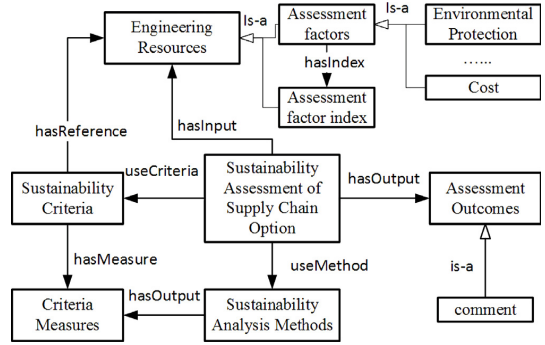 Engineering
Resources
Is-a
Assessment
factors
Is-a
Environmental
Protection
hasIndex
......
Assessment
factor index
Cost
hasReference
hasInput
useCriteria
Sustainability
Criteria
Sustainability
Assessment of
Supply Chain
Option
hasOutput
Assessment
Outcomes
hasMeasure
useMethod
is-a
Criteria
Measures
hasOutput
Sustainability
Analysis Methods
comment